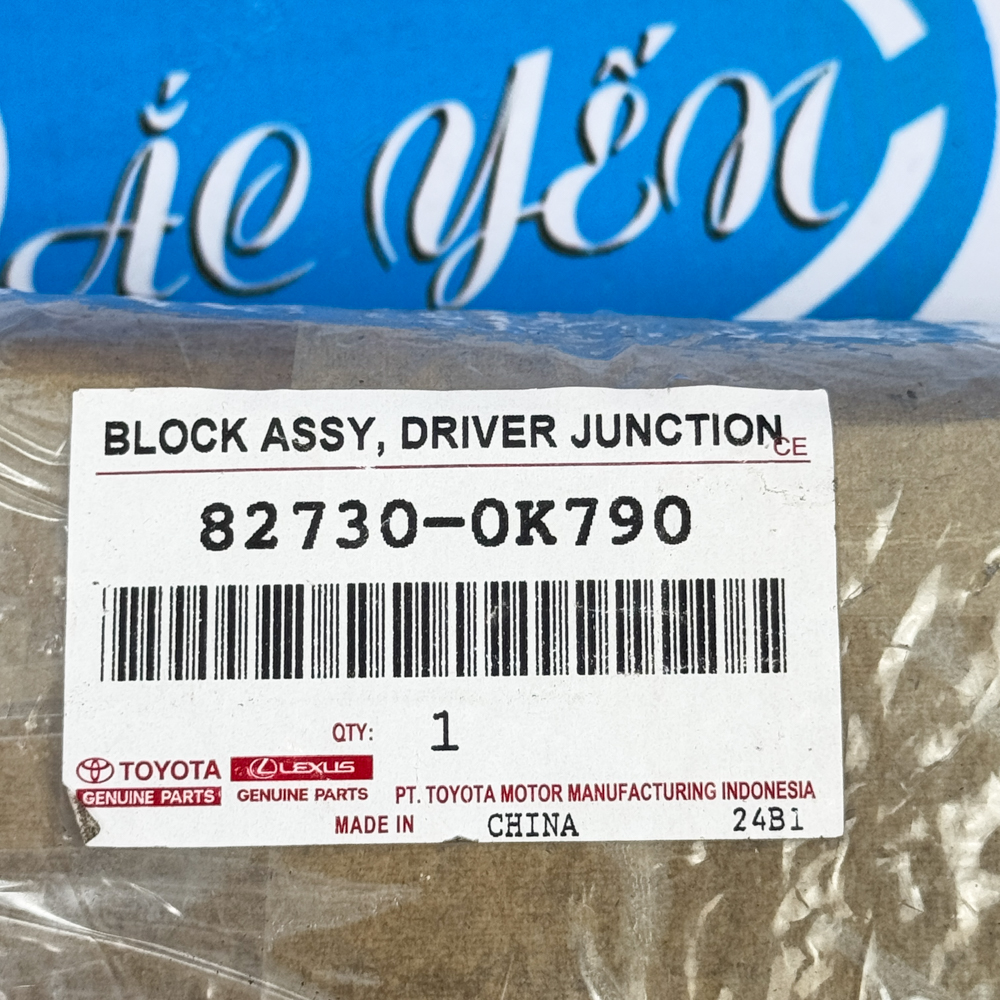 ẮC YẾN
BLOCK ASSY, DRIVER JUNCTION
CE
82730-0K790
QTY: 1
TOYOTA LEXUS
GENUINE PARTS GENUINE PARTS PT. TOYOTA MOTOR MANUFACTURING INDONESIA
MADE IN CHINA 24B1